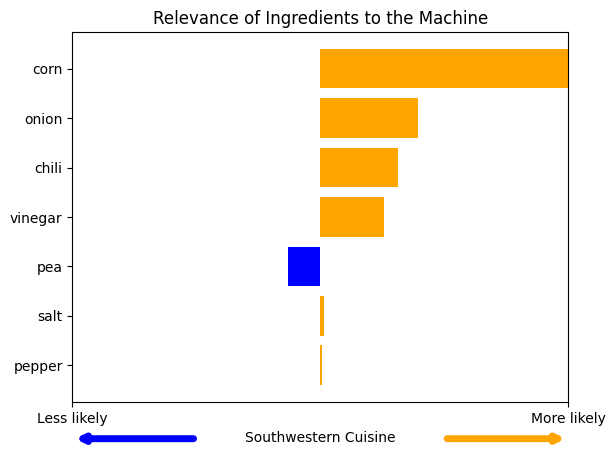 Relevance of Ingredients to the Machine
corn
onion
chili
vinegar
pea
salt
pepper
Less likely
More likely
Southwestern Cuisine